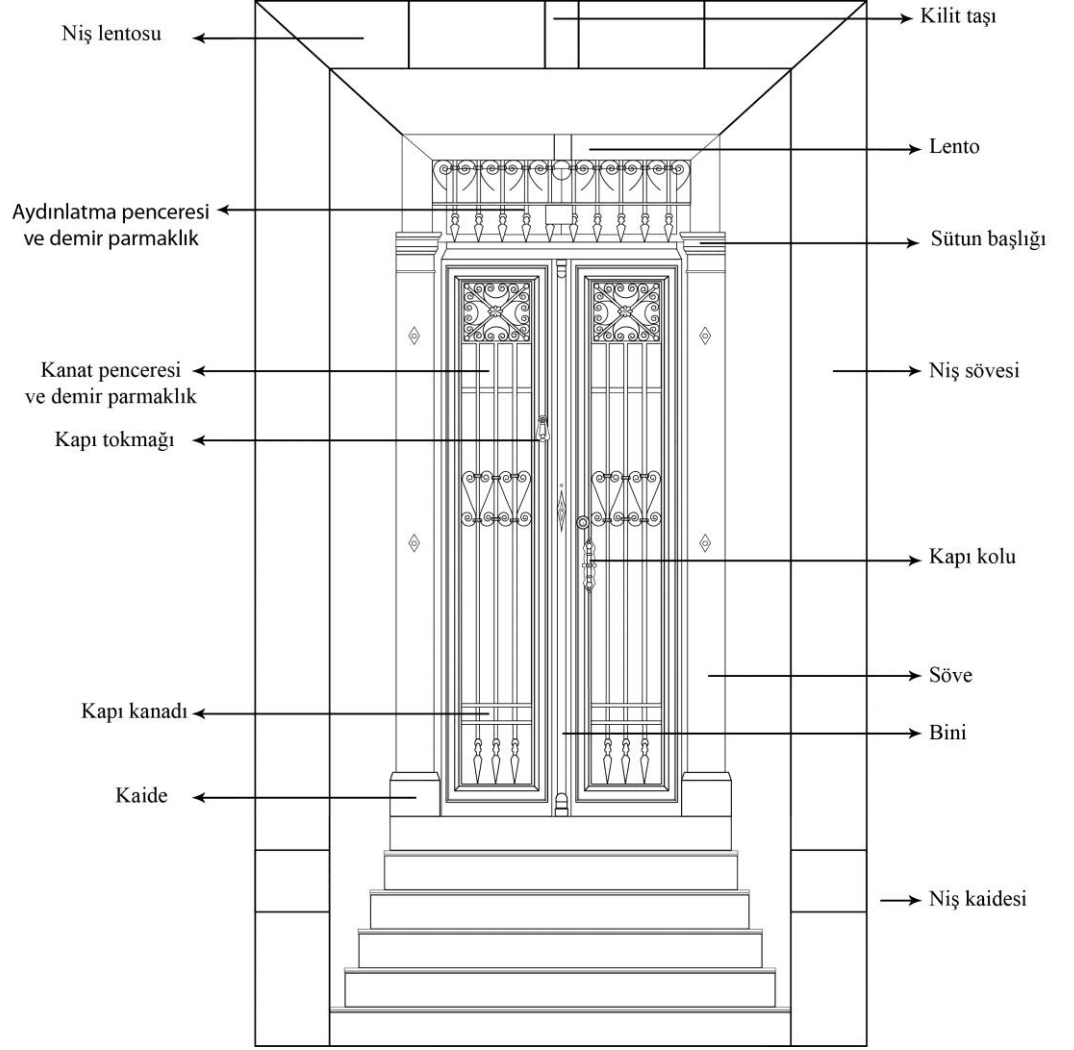 Kilit taşı
Niş lentosu
Lento
Aydınlatma penceresi
ve demir parmaklık
Sütun başlığı
Kanat penceresi
ve demir parmaklık
Niş sövesi
Kapı tokmağı
Kapı kolu
Söve
Kapı kanadı
Bini
Kaide
Niş kaidesi